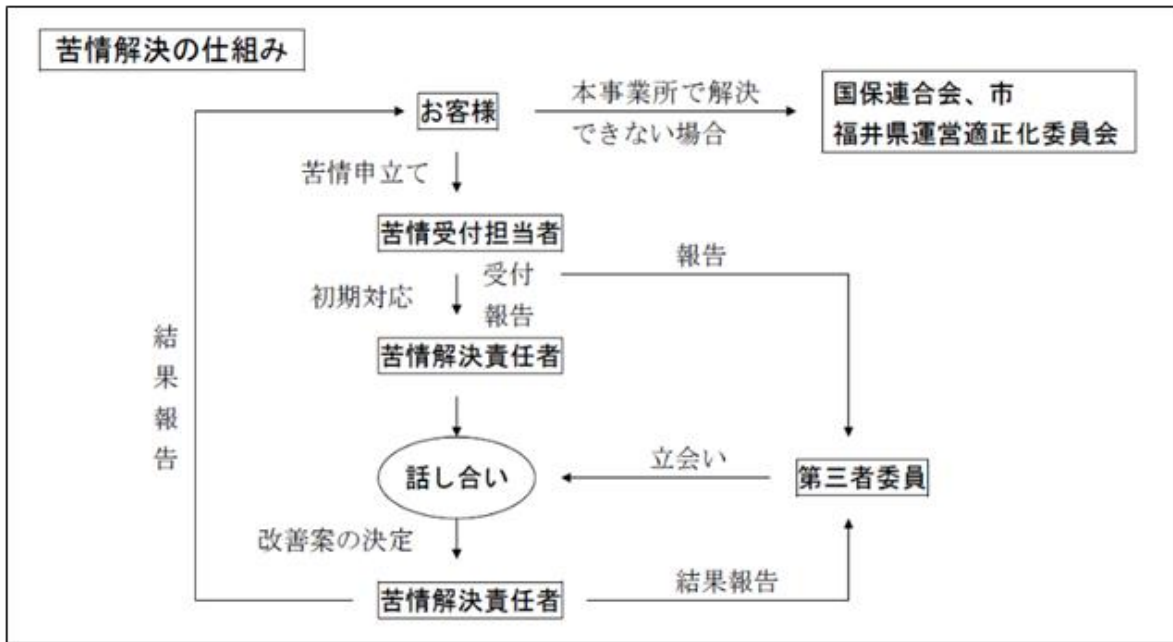 苦情解決の仕組み
お客様
本事業所で解決
できない場合
国保連合会、市
福井県運営適正化委員会
苦情申立て
苦情受付担当者
初期対応
受付
報告
報告
苦情解決責任者
結果報告
話し合い
立会い
第三者委員
改善案の決定
苦情解決責任者
結果報告